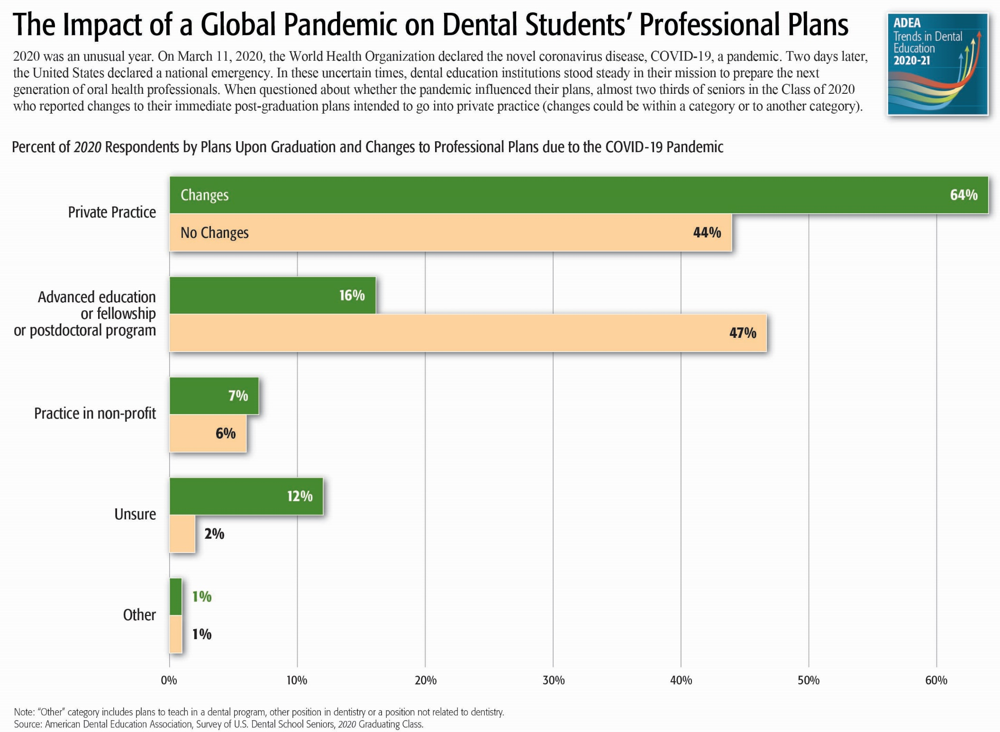 The Impact of a Global Pandemic on Dental Students’ Professional Plans
ADEA
Trends in Dental
Education
2020-21
2020 was an unusual year. On March 11, 2020, the World Health Organization declared the novel coronavirus disease, COVID-19, a pandemic. Two days later,
the United States declared a national emergency. In these uncertain times, dental education institutions stood steady in their mission to prepare the next
generation of oral health professionals. When questioned about whether the pandemic influenced their plans, almost two thirds of seniors in the Class of 2020
who reported changes to their immediate post-graduation plans intended to go into private practice (changes could be within a category or to another category).
Percent of 2020 Respondents by Plans Upon Graduation and Changes to Professional Plans due to the COVID-19 Pandemic
Private Practice
Changes
64%
No Changes
44%
Advanced education
or fellowship
or postdoctoral program
16%
47%
Practice in non-profit
7%
6%
Unsure
12%
2%
Other
1%
1%
0%
10%
20%
30%
40%
50%
60%
Note: “Other” category includes plans to teach in a dental program, other position in dentistry or a position not related to dentistry.
Source: American Dental Education Association, Survey of U.S. Dental School Seniors, 2020 Graduating Class.